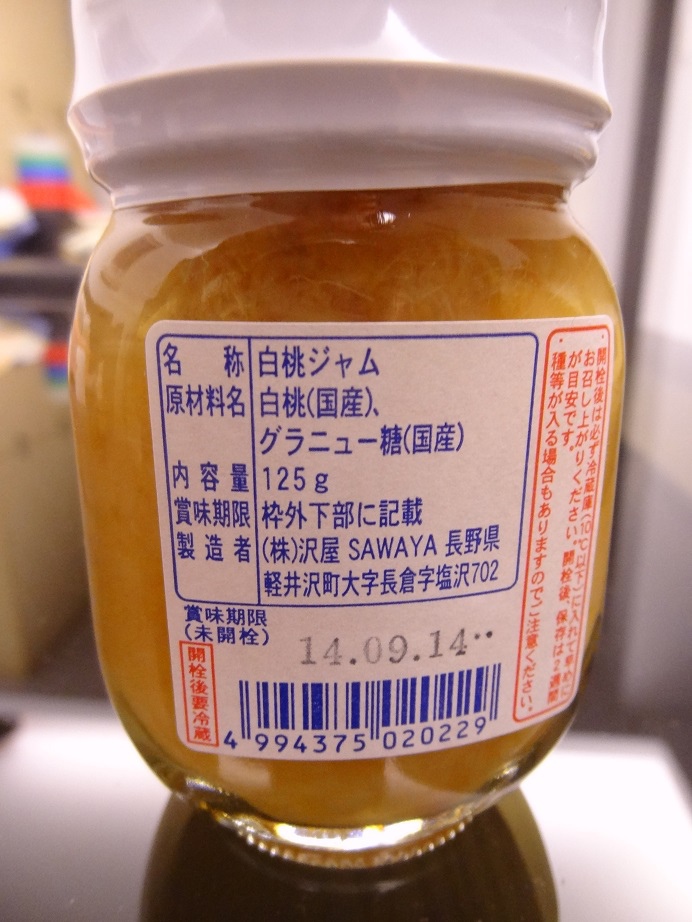 名称 白桃ジャム
原材料名 白桃(国産)、
グラニュー糖(国産)
内容量 125g
賞味期限 枠外下部に記載
製造者 (株)沢屋 SAWAYA 長野県
軽井沢町大字長倉字塩沢702
賞味期限
(未開栓)
14.09.14
開栓後要冷蔵
4 994375 020229
・開栓後は必ず冷蔵庫(10℃以下)に入れて早めに
お召し上がりください。開栓後、保存は2週間
が目安です。
・種等が入る場合もありますのでご注意ください。